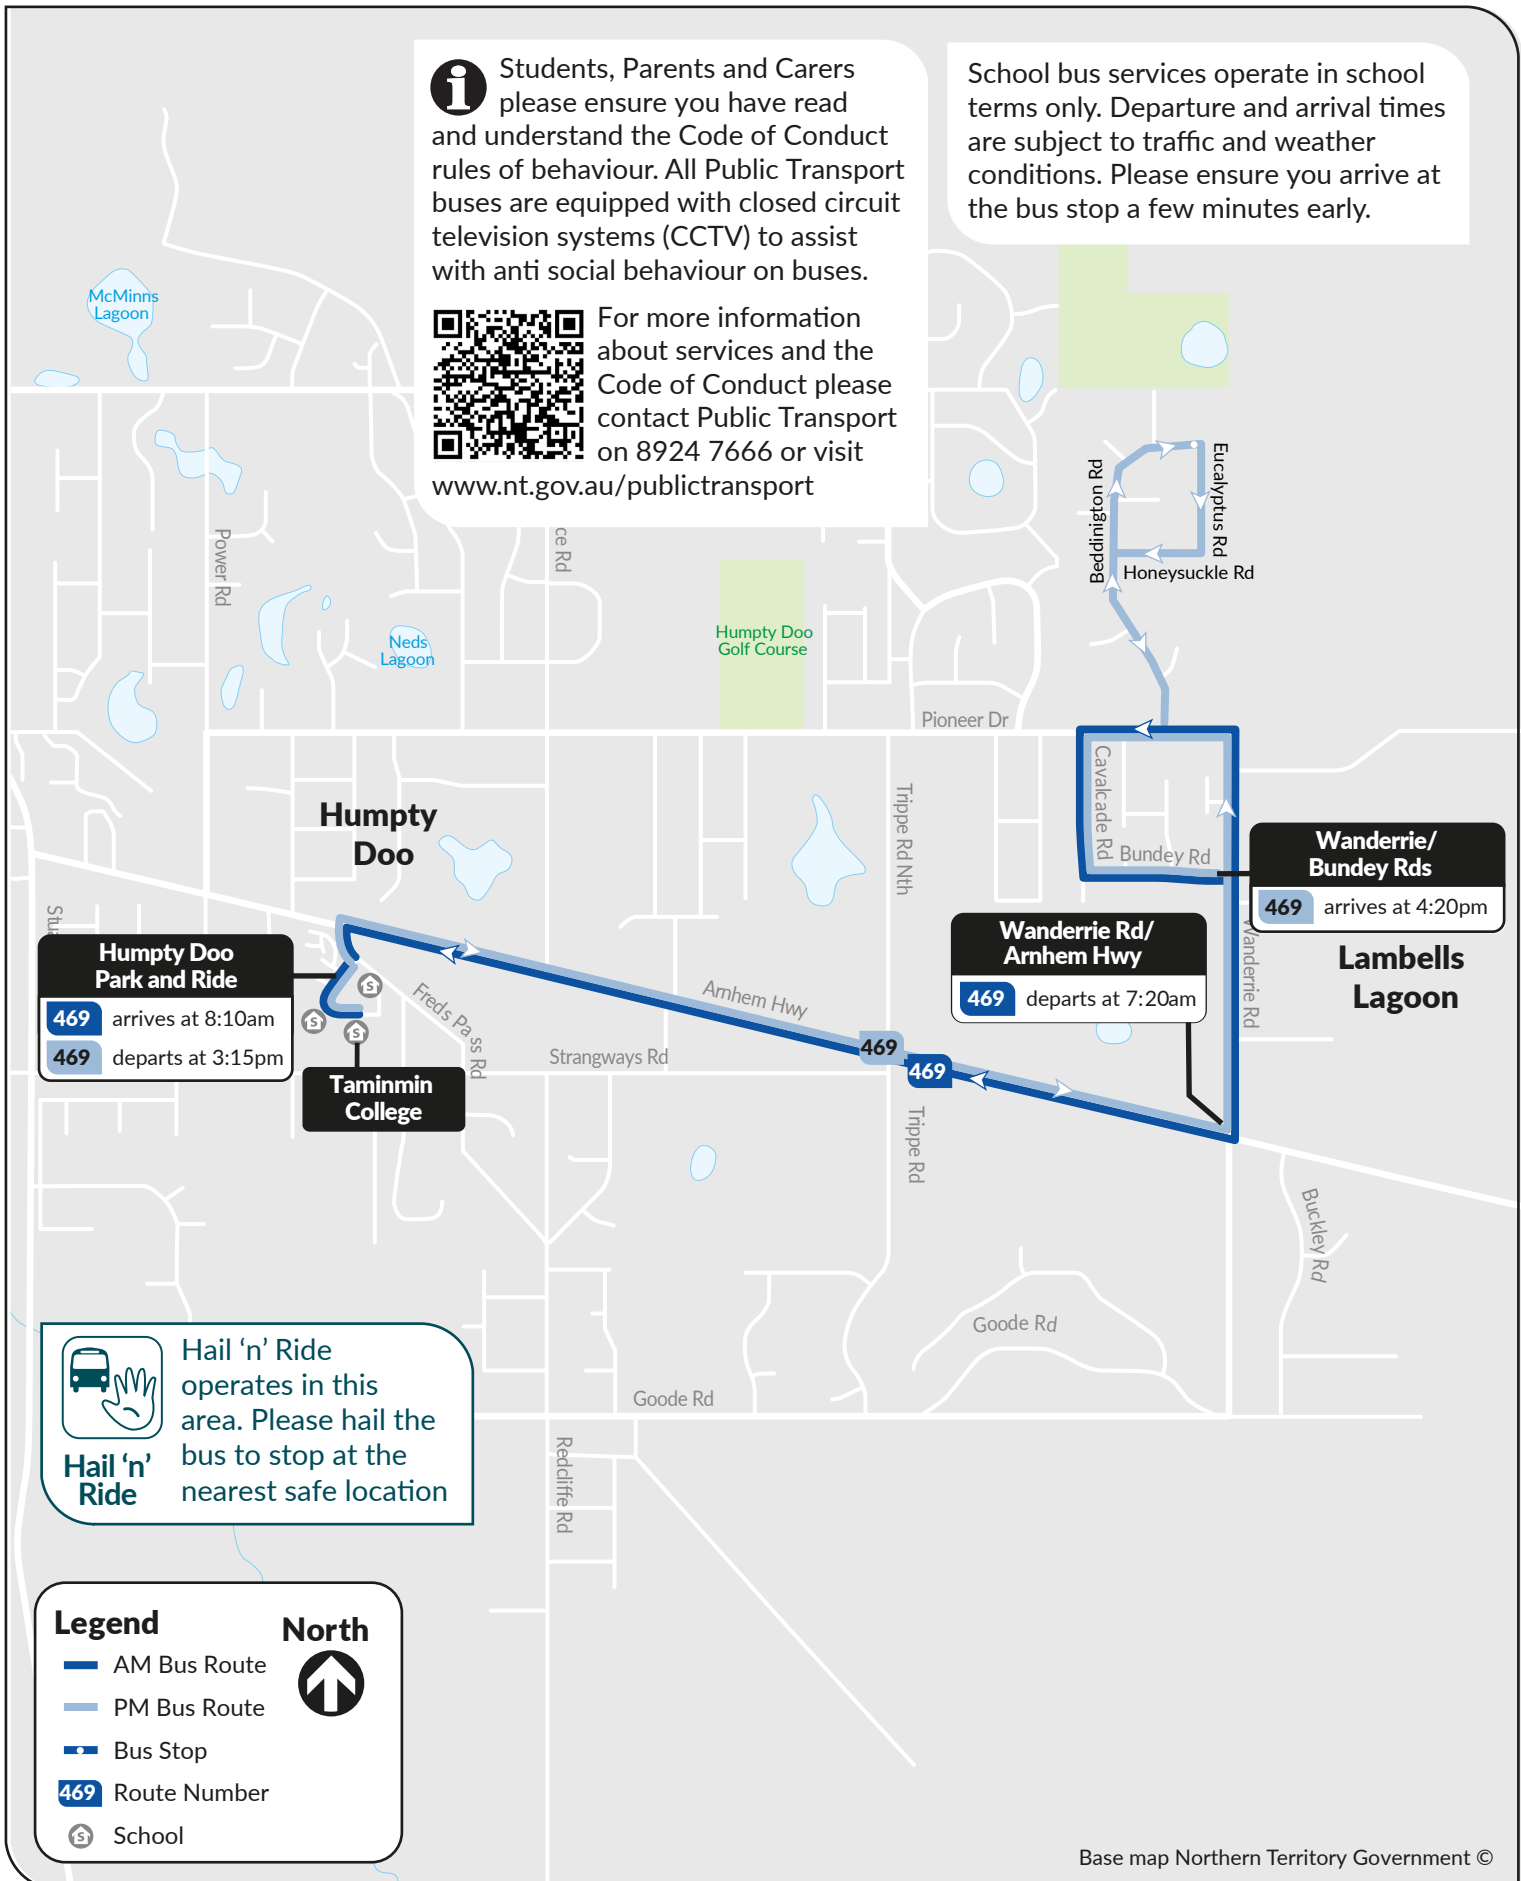 Students, Parents and Carers
please ensure you have read
and understand the Code of Conduct
rules of behaviour. All Public Transport
buses are equipped with closed circuit
television systems (CCTV) to assist
with anti social behaviour on buses.
For more information
about services and the
Code of Conduct please
contact Public Transport
on 8924 7666 or visit
www.nt.gov.au/publictransport
School bus services operate in school
terms only. Departure and arrival times
are subject to traffic and weather
conditions. Please ensure you arrive at
the bus stop a few minutes early.
McMinns
Lagoon
Power Rd
ce Rd
Neds
Lagoon
Humpty Doo
Golf Course
Beddinigton Rd
Eucalyptus Rd
Honeysuckle Rd
Pioneer Dr
Cavalcade Rd
Bundey Rd
Trippe Rd Nth
Humpty
Doo
Wanderrie/
Bundey Rds
469 arrives at 4:20pm
Wanderrie Rd/
Arnhem Hwy
469 departs at 7:20am
Wanderrie Rd
Lambells
Lagoon
Stua
Humpty Doo
Park and Ride
469 arrives at 8:10am
469 departs at 3:15pm
S
S
S
Freds Pass Rd
Arnhem Hwy
Strangways Rd
469
469
Taminmin
College
Trippe Rd
Buckley Rd
Goode Rd
Goode Rd
Redcliffe Rd
Hail ‘n’
Ride
Hail ‘n’ Ride
operates in this
area. Please hail the
bus to stop at the
nearest safe location
Legend
North
AM Bus Route
PM Bus Route
Bus Stop
469 Route Number
S School
Base map Northern Territory Government ©